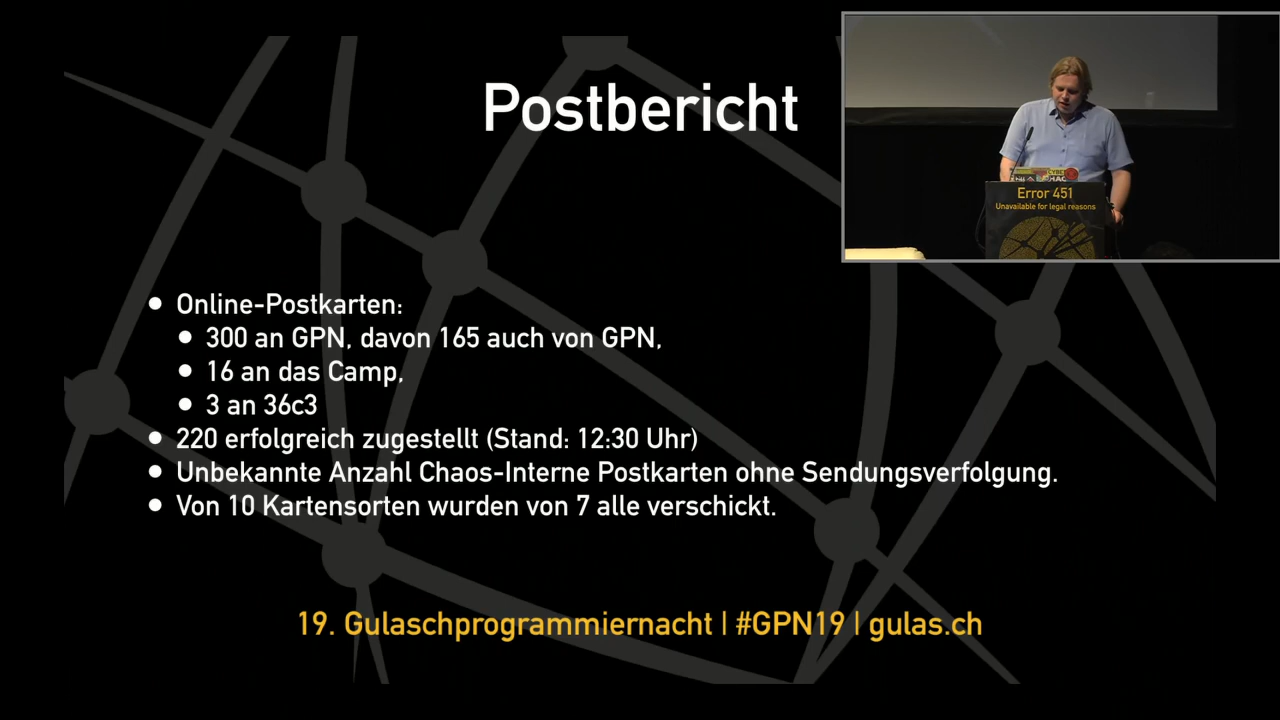 Postbericht
Error 451
Unavailable for legal reasons
Online-Postkarten:
300 an GPN, davon 165 auch von GPN,
16 an das Camp,
3 an 36c3
220 erfolgreich zugestellt (Stand: 12:30 Uhr)
Unbekannte Anzahl Chaos-Interne Postkarten ohne Sendungsverfolgung.
Von 10 Kartensorten wurden von 7 alle verschickt.
19. Gulaschprogrammiernacht | #GPN19 | gulas.ch